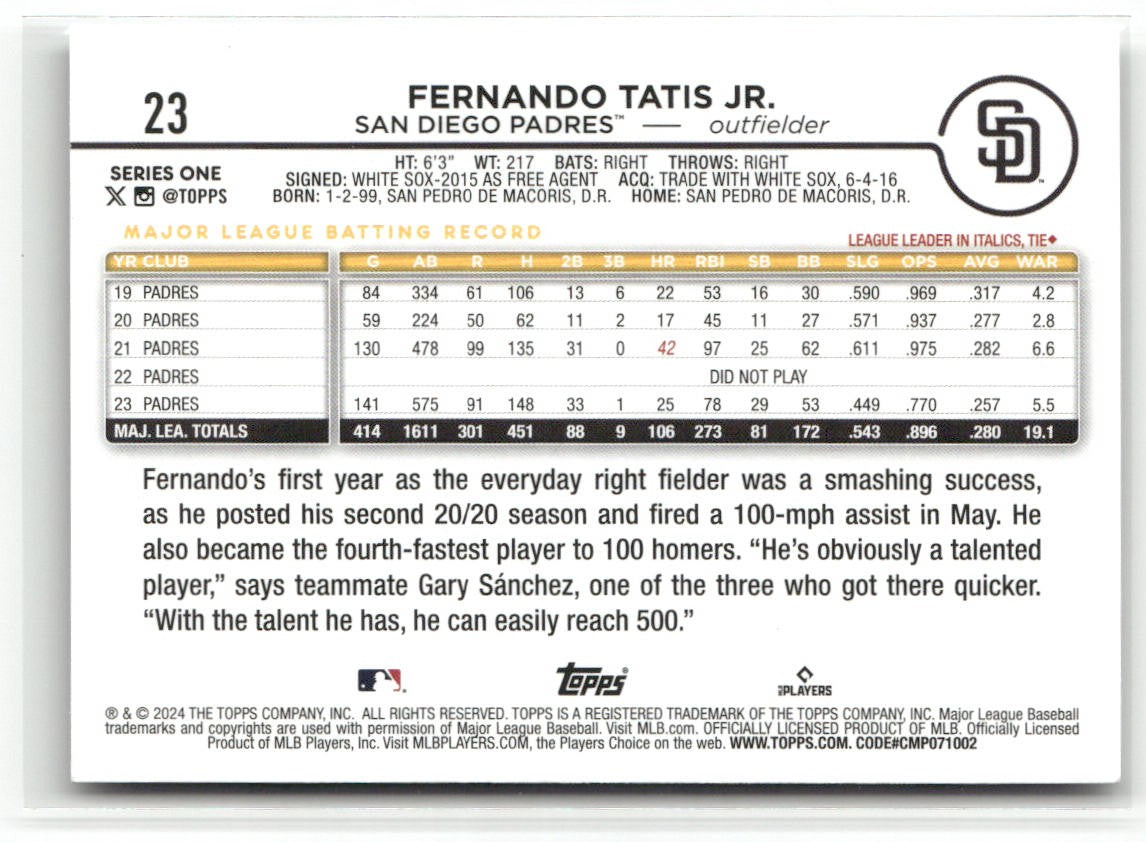 23
FERNANDO TATIS JR.
SAN DIEGO PADRES™ — outfielder
SD
SERIES ONE
@TOPPS
HT: 6'3" WT: 217 BATS: RIGHT THROWS: RIGHT
SIGNED: WHITE SOX-2015 AS FREE AGENT ACQ: TRADE WITH WHITE SOX, 6-4-16
BORN: 1-2-99, SAN PEDRO DE MACORIS, D.R. HOME: SAN PEDRO DE MACORIS, D.R.
MAJOR LEAGUE BATTING RECORD
LEAGUE LEADER IN ITALICS, TIE◆
YR CLUB G AB R H 2B 3B HR RBI SB BB SLG OPS AVG WAR
19 PADRES 84 334 61 106 13 6 22 53 16 30 .590 .969 .317 4.2
20 PADRES 59 224 50 62 11 2 17 45 11 27 .571 .937 .277 2.8
21 PADRES 130 478 99 135 31 0 42 97 25 62 .611 .975 .282 6.6
22 PADRES DID NOT PLAY
23 PADRES 141 575 91 148 33 1 25 78 29 53 .449 .770 .257 5.5
MAJ. LEA. TOTALS 414 1611 301 451 88 9 106 273 81 172 .543 .896 .280 19.1
Fernando's first year as the everyday right fielder was a smashing success,
as he posted his second 20/20 season and fired a 100-mph assist in May. He
also became the fourth-fastest player to 100 homers. "He's obviously a talented
player," says teammate Gary Sánchez, one of the three who got there quicker.
"With the talent he has, he can easily reach 500."
Topps®
MLB PLAYERS
® & © 2024 THE TOPPS COMPANY, INC. ALL RIGHTS RESERVED. TOPPS IS A REGISTERED TRADEMARK OF THE TOPPS COMPANY, INC. Major League Baseball
trademarks and copyrights are used with permission of Major League Baseball. Visit MLB.com. OFFICIALLY LICENSED PRODUCT OF MLB. Officially Licensed
Product of MLB Players, Inc. Visit MLBPLAYERS.COM, the Players Choice on the web. WWW.TOPPS.COM. CODE#CMP071002